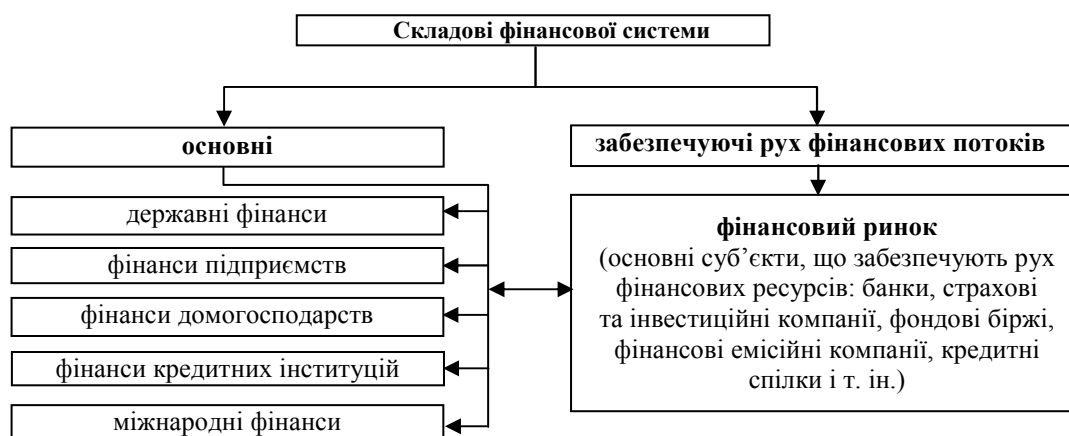 Складові фінансової системи
основні
забезпечуючі рух фінансових потоків
державні фінанси
фінанси підприємств
фінанси домогосподарств
фінанси кредитних інституцій
міжнародні фінанси
фінансовий ринок
(основні суб’єкти, що забезпечують рух
фінансових ресурсів: банки, страхові
та інвестиційні компанії, фондові біржі,
фінансові емісійні компанії, кредитні
спілки і т. ін.)